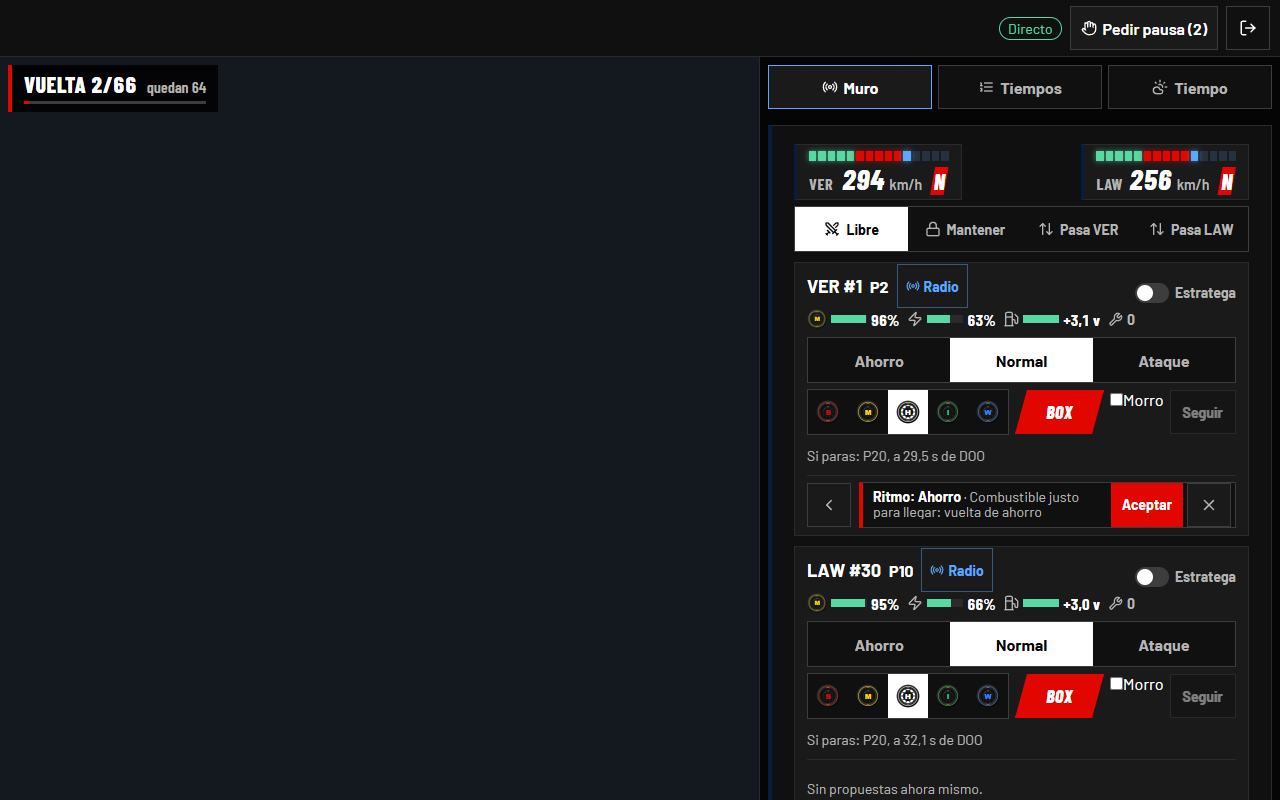 Directo
Pedir pausa (2)
VUELTA 2/66 quedan 64
Muro
Tiempos
Tiempo
VER 294 km/h N
LAW 256 km/h N
Libre
Mantener
Pasa VER
Pasa LAW
VER #1 P2 Radio
Estratega
M 96% 63% +3,1 v 0
Ahorro
Normal
Ataque
S M H I W
BOX
Morro
Seguir
Si paras: P20, a 29,5 s de DOO
Ritmo: Ahorro · Combustible justo
para llegar: vuelta de ahorro
Aceptar
LAW #30 P10 Radio
Estratega
M 95% 66% +3,0 v 0
Ahorro
Normal
Ataque
S M H I W
BOX
Morro
Seguir
Si paras: P20, a 32,1 s de DOO
Sin propuestas ahora mismo.